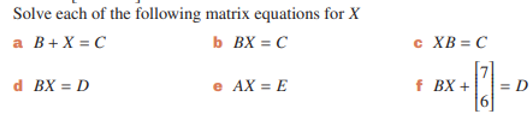 Solve each of the following matrix equations for X
a B + X = C b BX = C c XB = C
d BX = D e AX = E f BX + [7 6] = D